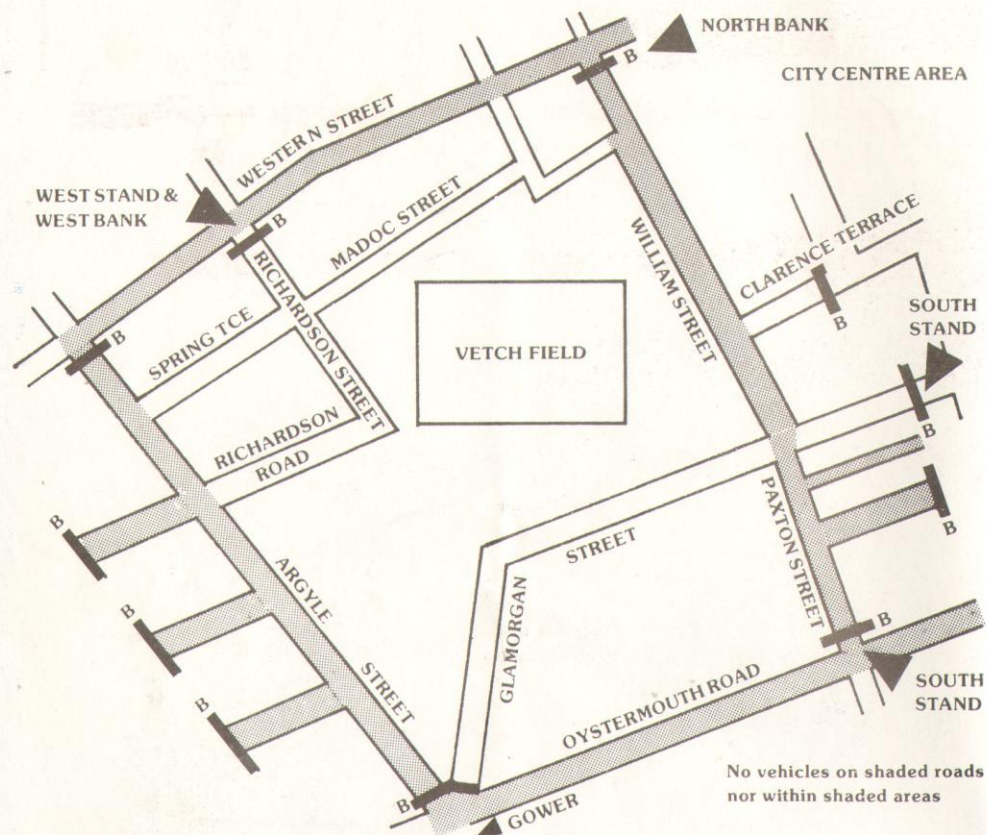 NORTH BANK
B
CITY CENTRE AREA
WESTERN STREET
WEST STAND &
WEST BANK
B
MADOC STREET
RICHARDSON STREET
WILLIAM STREET
CLARENCE TERRACE
B
SOUTH
STAND
B
B
SPRING TCE
VETCH FIELD
RICHARDSON
ROAD
B
B
PAXTON STREET
STREET
GLAMORGAN
ARGYLE
STREET
B
B
B
SOUTH
STAND
OYSTERMOUTH ROAD
B
GOWER
No vehicles on shaded roads
nor within shaded areas